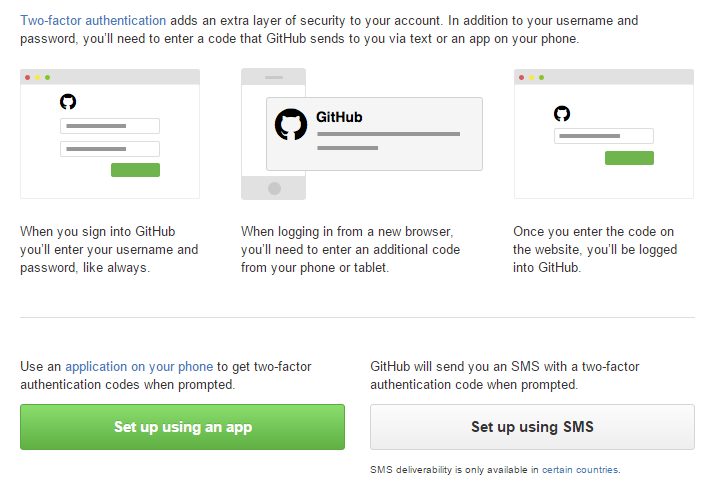 Two-factor authentication adds an extra layer of security to your account. In addition to your username and
password, you’ll need to enter a code that GitHub sends to you via text or an app on your phone.
GitHub
When you sign into GitHub
you’ll enter your username and
password, like always.
When logging in from a new browser,
you’ll need to enter an additional code
from your phone or tablet.
Once you enter the code on
the website, you’ll be logged
into GitHub.
Use an application on your phone to get two-factor
authentication codes when prompted.
Set up using an app
GitHub will send you an SMS with a two-factor
authentication code when prompted.
Set up using SMS
SMS deliverability is only available in certain countries.